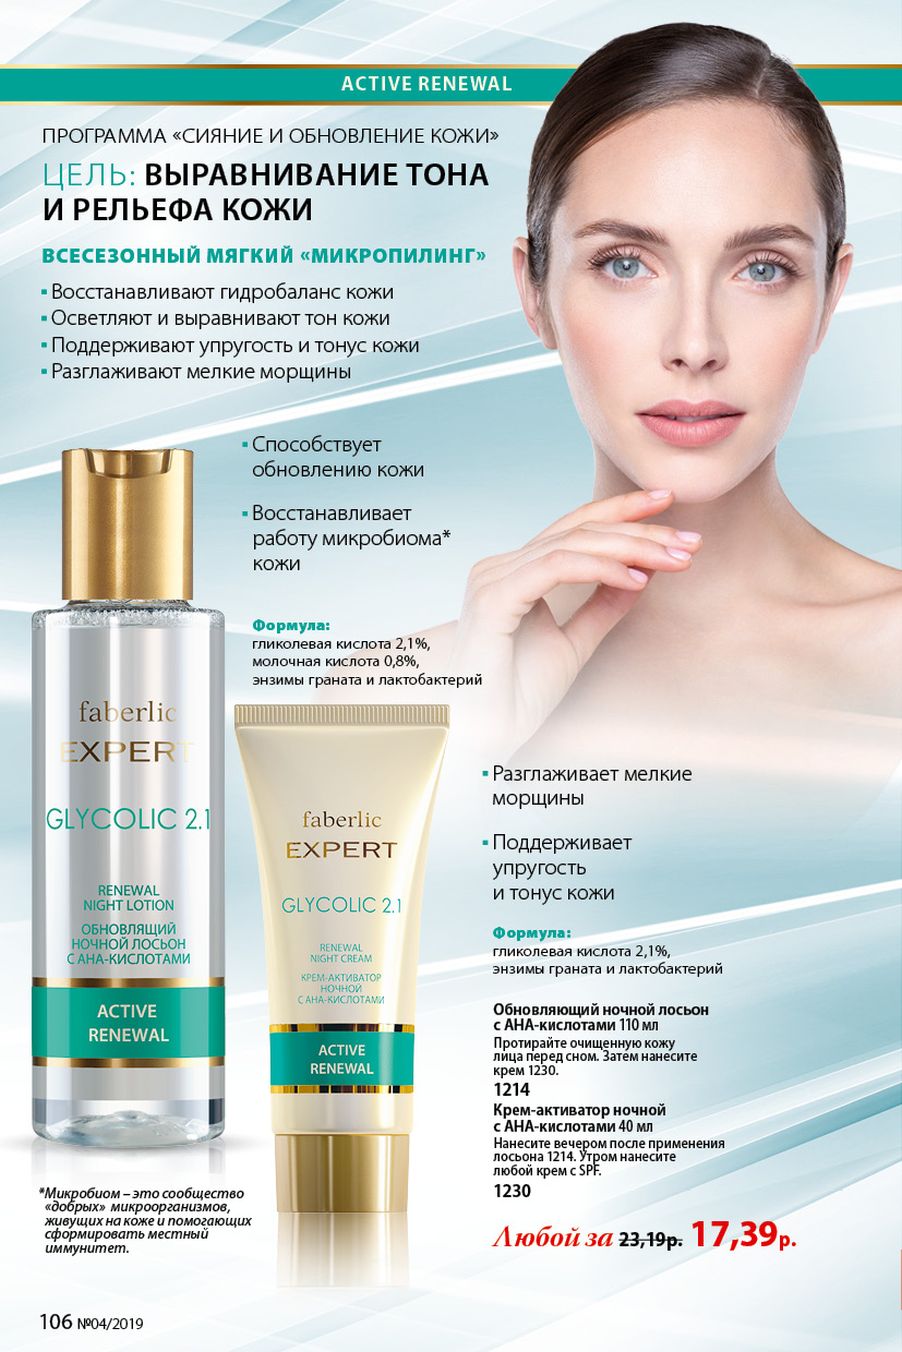 ACTIVE RENEWAL
ПРОГРАММА «СИЯНИЕ И ОБНОВЛЕНИЕ КОЖИ»
ЦЕЛЬ: ВЫРАВНИВАНИЕ ТОНА
И РЕЛЬЕФА КОЖИ
ВСЕСЕЗОННЫЙ МЯГКИЙ «МИКРОПИЛИНГ»
▪ Восстанавливают гидробаланс кожи
▪ Осветляют и выравнивают тон кожи
▪ Поддерживают упругость и тонус кожи
▪ Разглаживают мелкие морщины
▪ Способствует
обновлению кожи
▪ Восстанавливает
работу микробиома*
кожи
Формула:
гликолевая кислота 2,1%,
молочная кислота 0,8%,
энзимы граната и лактобактерий
faberlic
EXPERT
GLYCOLIC 2.1
RENEWAL
NIGHT LOTION
ОБНОВЛЯЩИЙ
НОЧНОЙ ЛОСЬОН
С АНА-КИСЛОТАМИ
ACTIVE
RENEWAL
faberlic
EXPERT
GLYCOLIC 2.1
RENEWAL
NIGHT CREAM
КРЕМ-АКТИВАТОР
НОЧНОЙ
С АНА-КИСЛОТАМИ
ACTIVE
RENEWAL
▪ Разглаживает мелкие
морщины
▪ Поддерживает
упругость
и тонус кожи
Формула:
гликолевая кислота 2,1%,
энзимы граната и лактобактерий
Обновляющий ночной лосьон
с АНА-кислотами 110 мл
Протирайте очищенную кожу
лица перед сном. Затем нанесите
крем 1230.
1214
Крем-активатор ночной
с АНА-кислотами 40 мл
Нанесите вечером после применения
лосьона 1214. Утром нанесите
любой крем с SPF.
1230
Любой за 23,19р. 17,39р.
*Микробиом – это сообщество
«добрых» микроорганизмов,
живущих на коже и помогающих
сформировать местный
иммунитет.
106 №04/2019